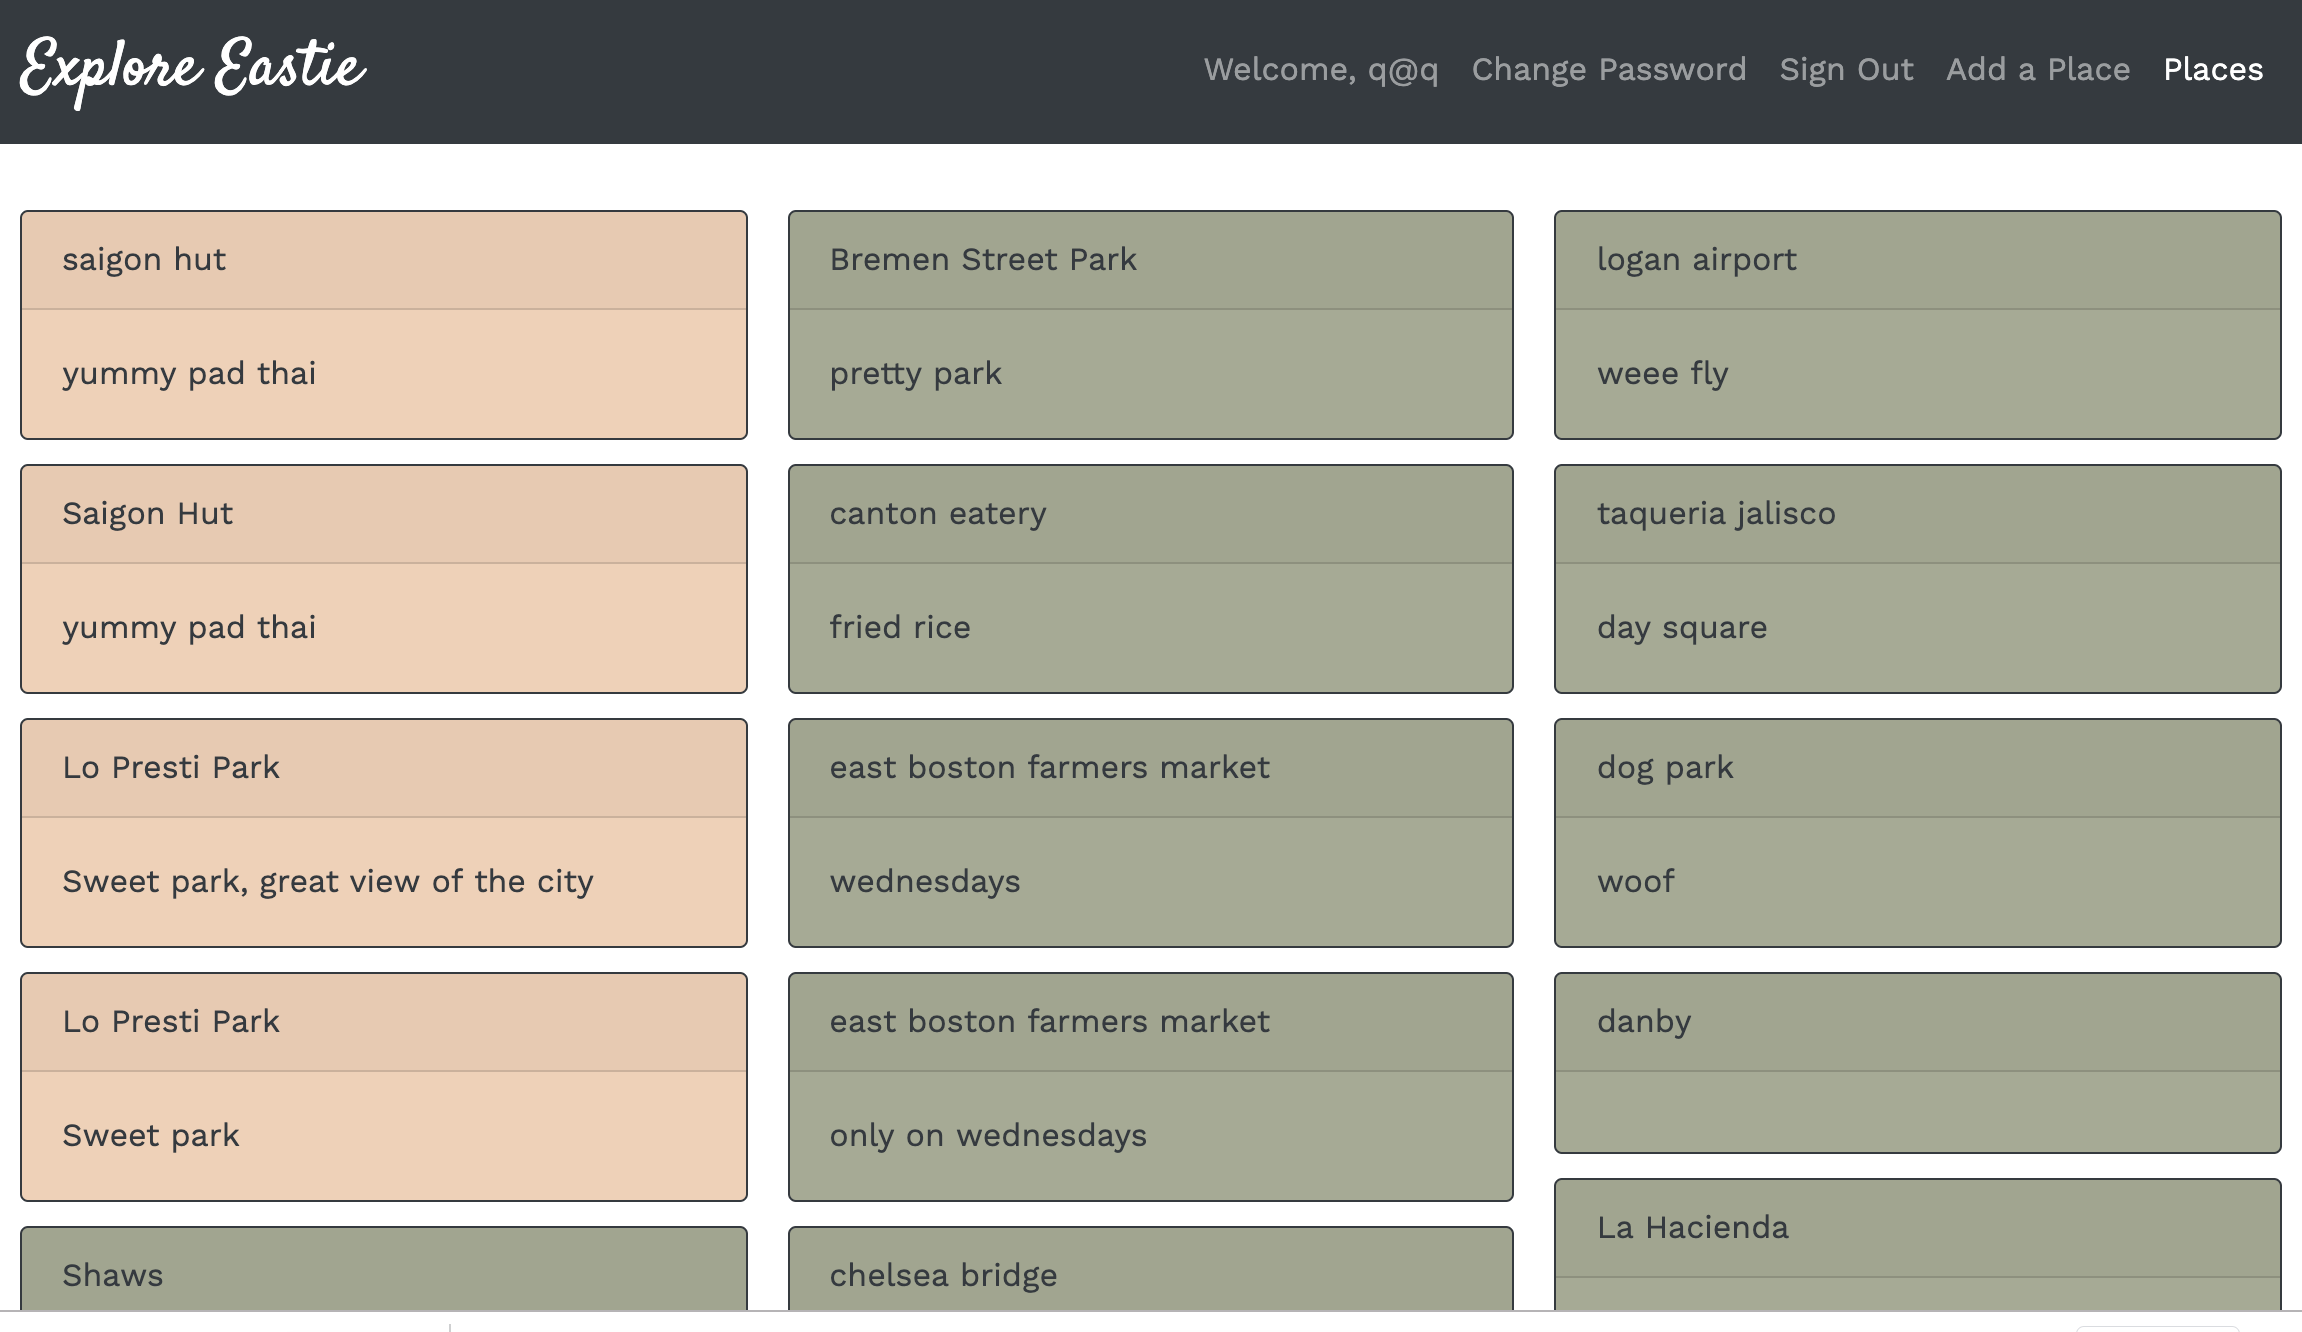 Explore Eastie
Welcome, q@q Change Password Sign Out Add a Place Places
saigon hut
yummy pad thai
Saigon Hut
yummy pad thai
Lo Presti Park
Sweet park, great view of the city
Lo Presti Park
Sweet park
Shaws
Bremen Street Park
pretty park
canton eatery
fried rice
east boston farmers market
wednesdays
east boston farmers market
only on wednesdays
chelsea bridge
logan airport
weee fly
taqueria jalisco
day square
dog park
woof
danby
La Hacienda